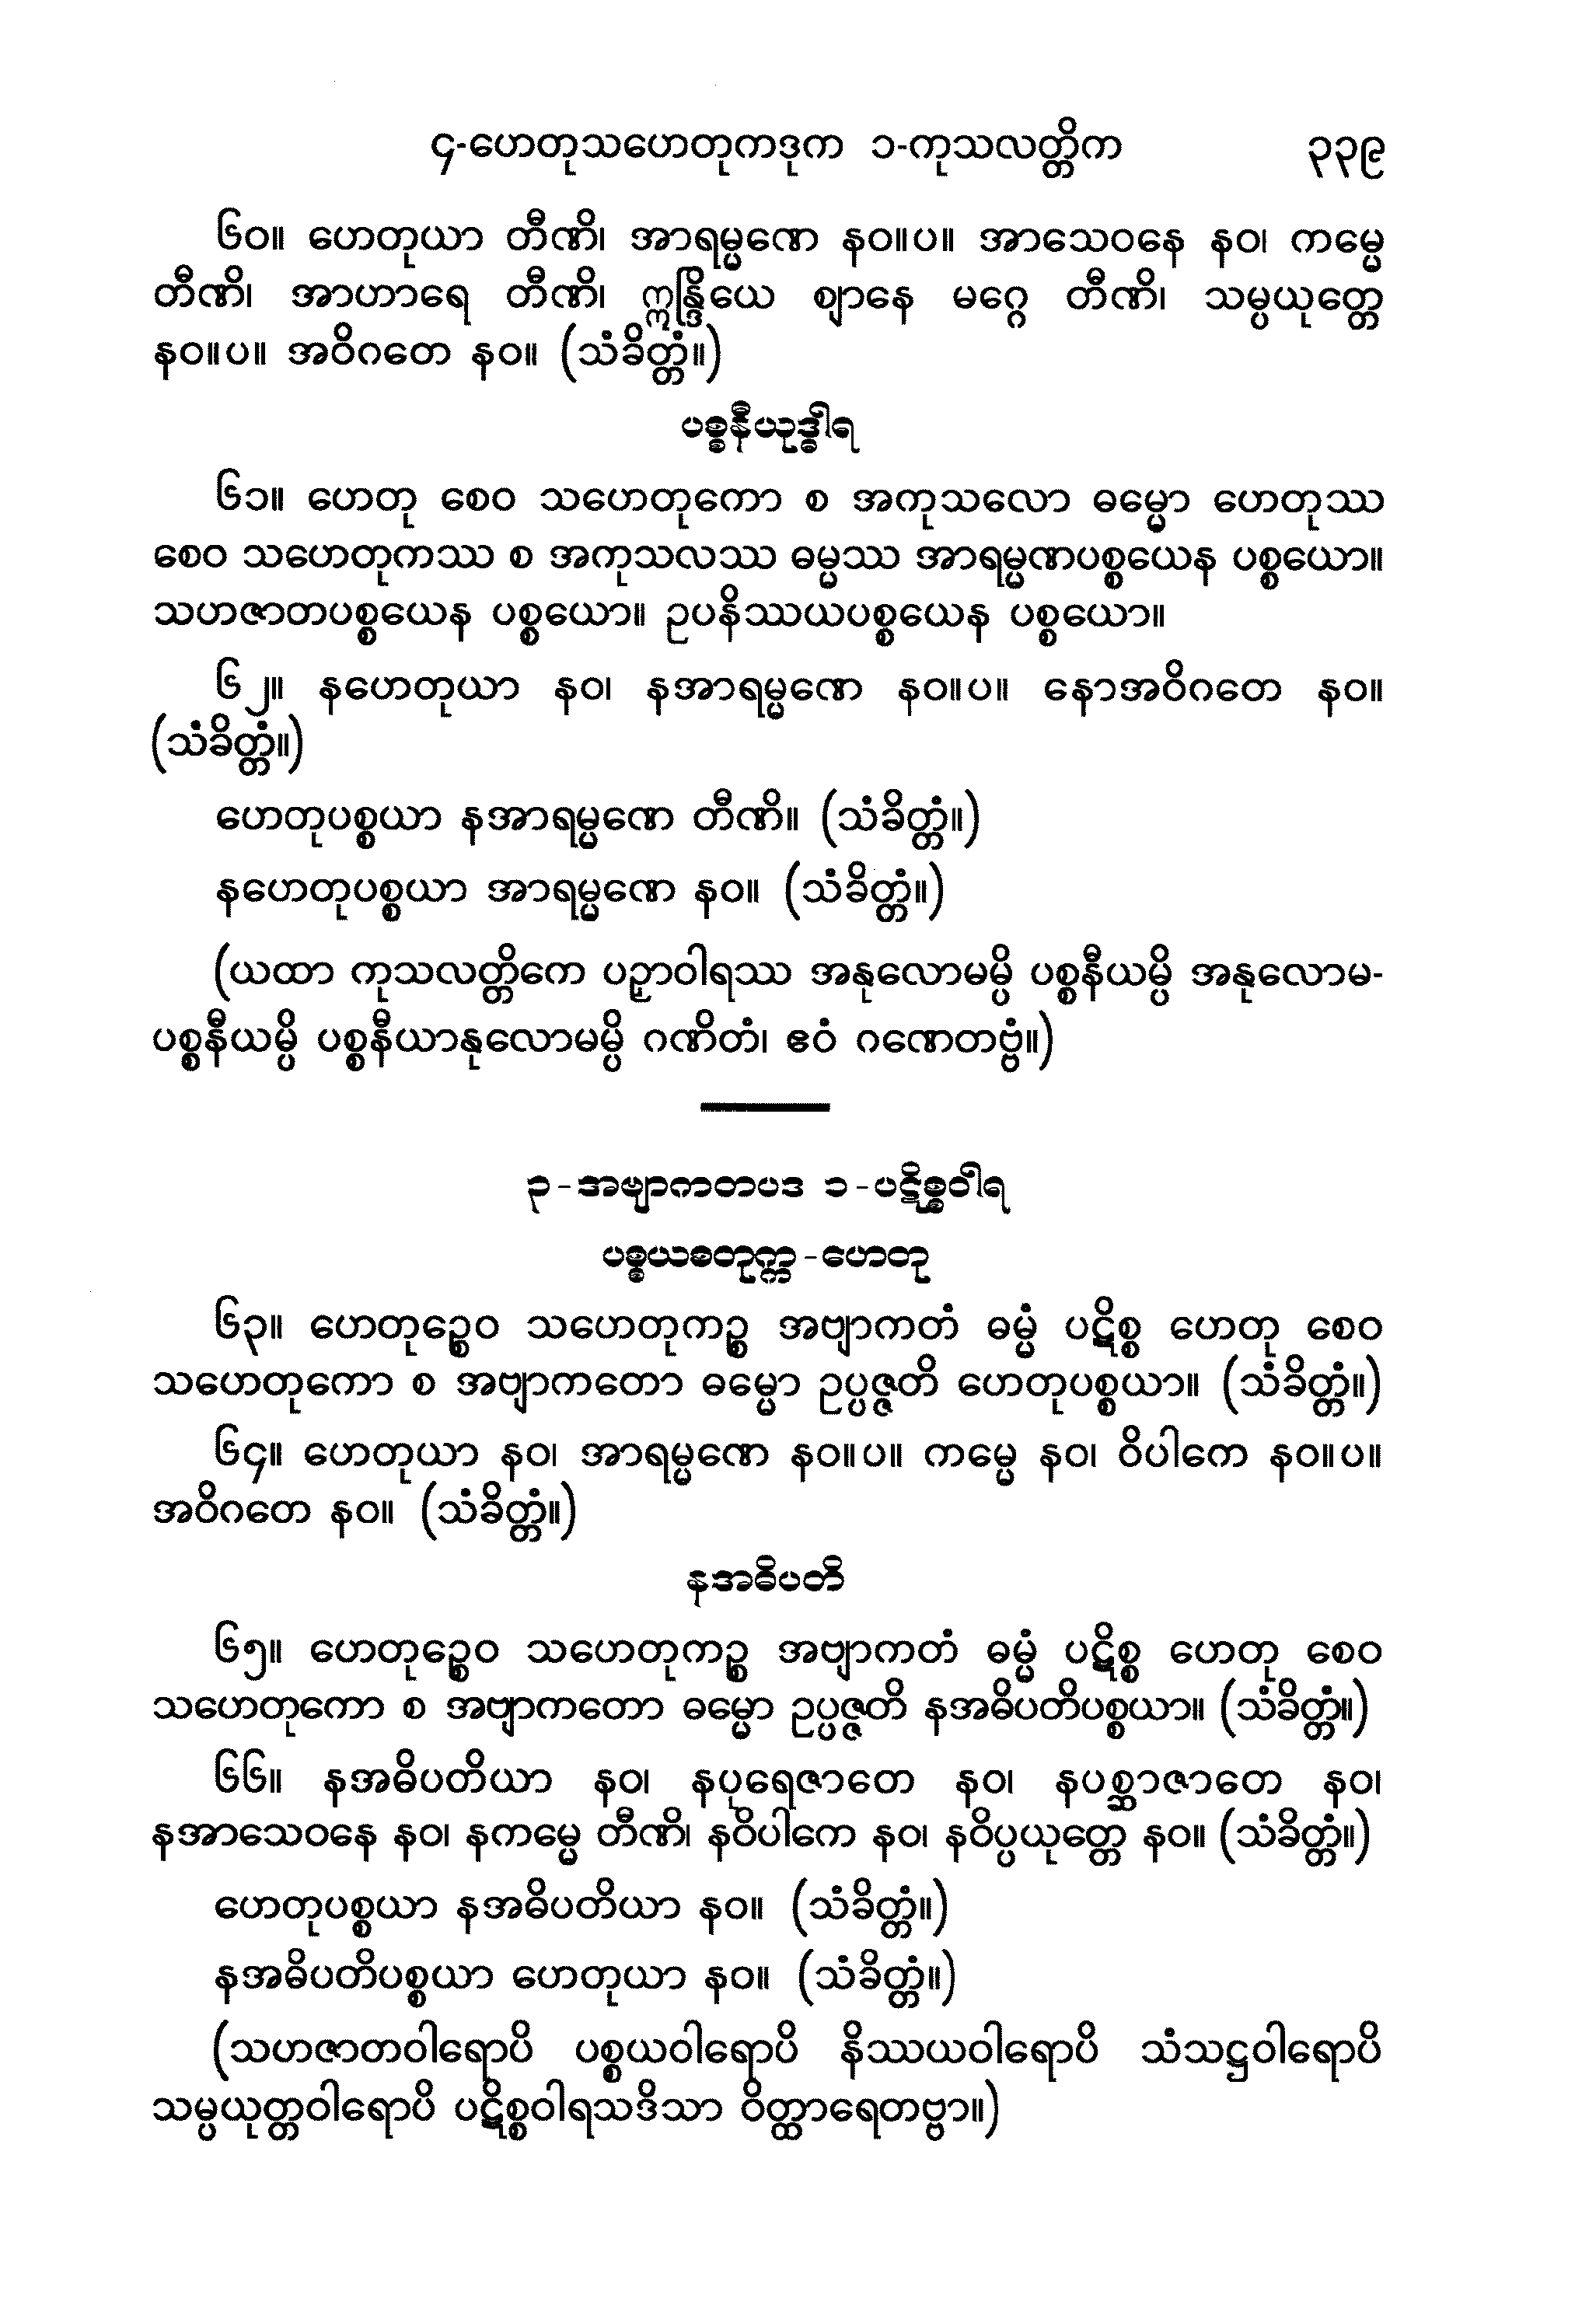 ၄-ဟေတုသဟေတုကဒုက ၁-ကုသလတ္တိက ၃၃၉
၆၀။ ဟေတုယာ တီဏိ၊ အာရမ္မဏေ နဝ။ပ။ အာသေဝနေ နဝ၊ ကမ္မေ
တီဏိ၊ အာဟာရေ တီဏိ၊ ဣန္ဒြိယေ ဈာနေ မဂ္ဂေ တီဏိ၊ သမ္ပယုတ္တေ
နဝ။ပ။ အဝိဂတေ နဝ။ (သံခိတ္တံ။)
ပစ္စနီယုဒ္ဓါရ
၆၁။ ဟေတု စေဝ သဟေတုကော စ အကုသလော ဓမ္မော ဟေတုဿ
စေဝ သဟေတုကဿ စ အကုသလဿ ဓမ္မဿ အာရမ္မဏပစ္စယေန ပစ္စယော။
သဟဇာတပစ္စယေန ပစ္စယော။ ဥပနိဿယပစ္စယေန ပစ္စယော။
၆၂။ နဟေတုယာ နဝ၊ နအာရမ္မဏေ နဝ။ပ။ နောအဝိဂတေ နဝ။
(သံခိတ္တံ။)
ဟေတုပစ္စယာ နအာရမ္မဏေ တီဏိ။ (သံခိတ္တံ။)
နဟေတုပစ္စယာ အာရမ္မဏေ နဝ။ (သံခိတ္တံ။)
(ယထာ ကုသလတ္တိကေ ပဉှာဝါရဿ အနုလောမမ္ပိ ပစ္စနီယမ္ပိ အနုလောမ-
ပစ္စနီယမ္ပိ ပစ္စနီယာနုလောမမ္ပိ ဂဏိတံ၊ ဧဝံ ဂဏေတဗ္ဗံ။)
၃-အဗျာကတပဒ ၁-ပဋိစ္စဝါရ
ပစ္စယစတုက္က-ဟေတု
၆၃။ ဟေတုဉ္စေဝ သဟေတုကဉ္စ အဗျာကတံ ဓမ္မံ ပဋိစ္စ ဟေတု စေဝ
သဟေတုကော စ အဗျာကတော ဓမ္မော ဥပ္ပဇ္ဇတိ ဟေတုပစ္စယာ။ (သံခိတ္တံ။)
၆၄။ ဟေတုယာ နဝ၊ အာရမ္မဏေ နဝ။ပ။ ကမ္မေ နဝ၊ ဝိပါကေ နဝ။ပ။
အဝိဂတေ နဝ။ (သံခိတ္တံ။)
နအဓိပတိ
၆၅။ ဟေတုဉ္စေဝ သဟေတုကဉ္စ အဗျာကတံ ဓမ္မံ ပဋိစ္စ ဟေတု စေဝ
သဟေတုကော စ အဗျာကတော ဓမ္မော ဥပ္ပဇ္ဇတိ နအဓိပတိပစ္စယာ။ (သံခိတ္တံ။)
၆၆။ နအဓိပတိယာ နဝ၊ နပုရေဇာတေ နဝ၊ နပစ္ဆာဇာတေ နဝ၊
နအာသေဝနေ နဝ၊ နကမ္မေ တီဏိ၊ နဝိပါကေ နဝ၊ နဝိပ္ပယုတ္တေ နဝ။ (သံခိတ္တံ။)
ဟေတုပစ္စယာ နအဓိပတိယာ နဝ။ (သံခိတ္တံ။)
နအဓိပတိပစ္စယာ ဟေတုယာ နဝ။ (သံခိတ္တံ။)
(သဟဇာတဝါရောပိ ပစ္စယဝါရောပိ နိဿယဝါရောပိ သံသဋ္ဌဝါရောပိ
သမ္ပယုတ္တဝါရောပိ ပဋိစ္စဝါရသဒိသာ ဝိတ္ထာရေတဗ္ဗာ။)